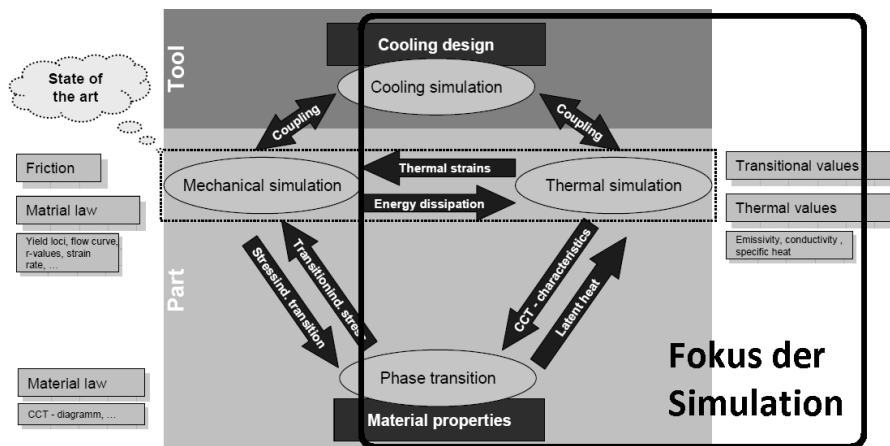 Cooling design
Cooling simulation
Tool
State of
the art
Coupling
Coupling
Friction
Mechanical simulation
Thermal strains
Energy dissipation
Thermal simulation
Transitional values
Matrial law
Thermal values
Yield loci, flow curve,
r-values, strain
rate, ...
Emissivity, conductivity ,
specific heat
Part
Stressind. transition
Transitionind. stress
CCT - characteristics
Latent heat
Fokus der
Simulation
Material law
CCT - diagramm, ...
Phase transition
Material properties